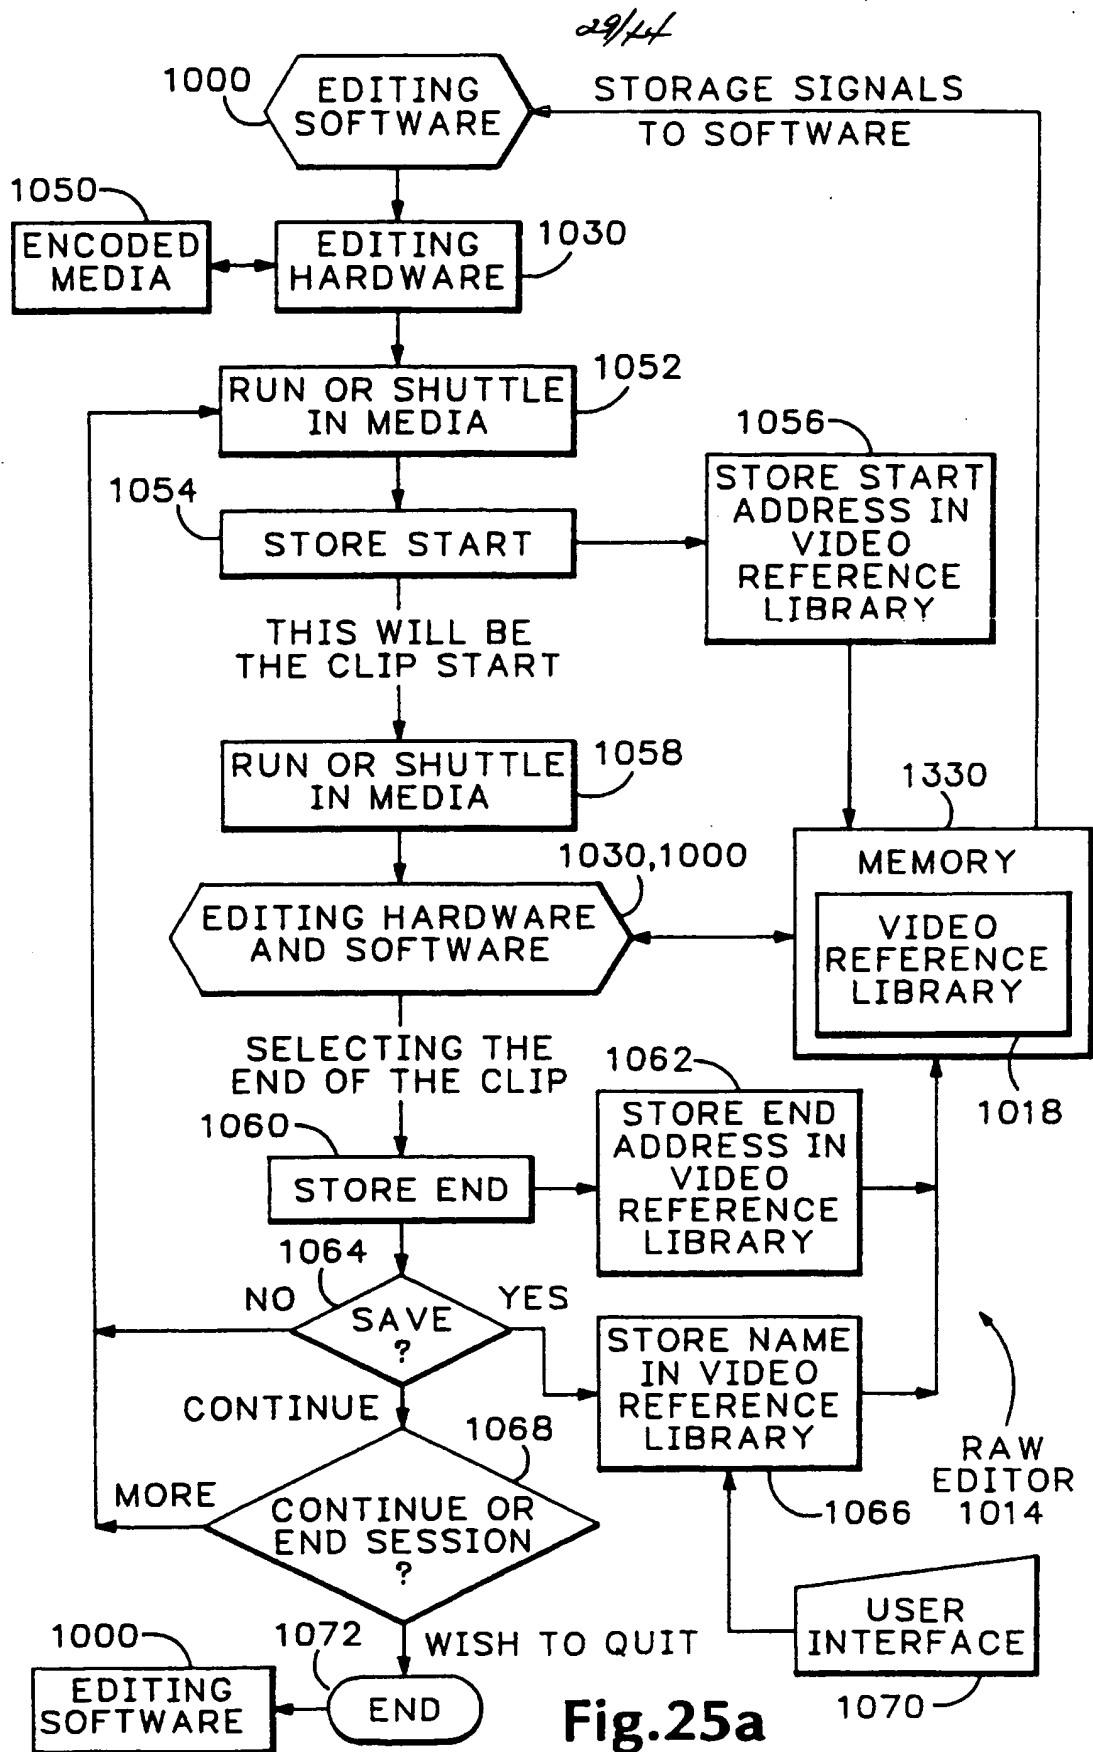 29/44
1000
EDITING
SOFTWARE
STORAGE SIGNALS
TO SOFTWARE
1050
ENCODED
MEDIA
EDITING
HARDWARE
1030
RUN OR SHUTTLE
IN MEDIA
1052
1054
STORE START
1056
STORE START
ADDRESS IN
VIDEO
REFERENCE
LIBRARY
THIS WILL BE
THE CLIP START
RUN OR SHUTTLE
IN MEDIA
1058
1330
MEMORY
VIDEO
REFERENCE
LIBRARY
1018
1030,1000
EDITING HARDWARE
AND SOFTWARE
SELECTING THE
END OF THE CLIP
1060
STORE END
1062
STORE END
ADDRESS IN
VIDEO
REFERENCE
LIBRARY
1064
NO
SAVE
?
YES
STORE NAME
IN VIDEO
REFERENCE
LIBRARY
1066
CONTINUE
1068
MORE
CONTINUE OR
END SESSION
?
RAW
EDITOR
1014
USER
INTERFACE
1070
WISH TO QUIT
1072
END
1000
EDITING
SOFTWARE
Fig.25a